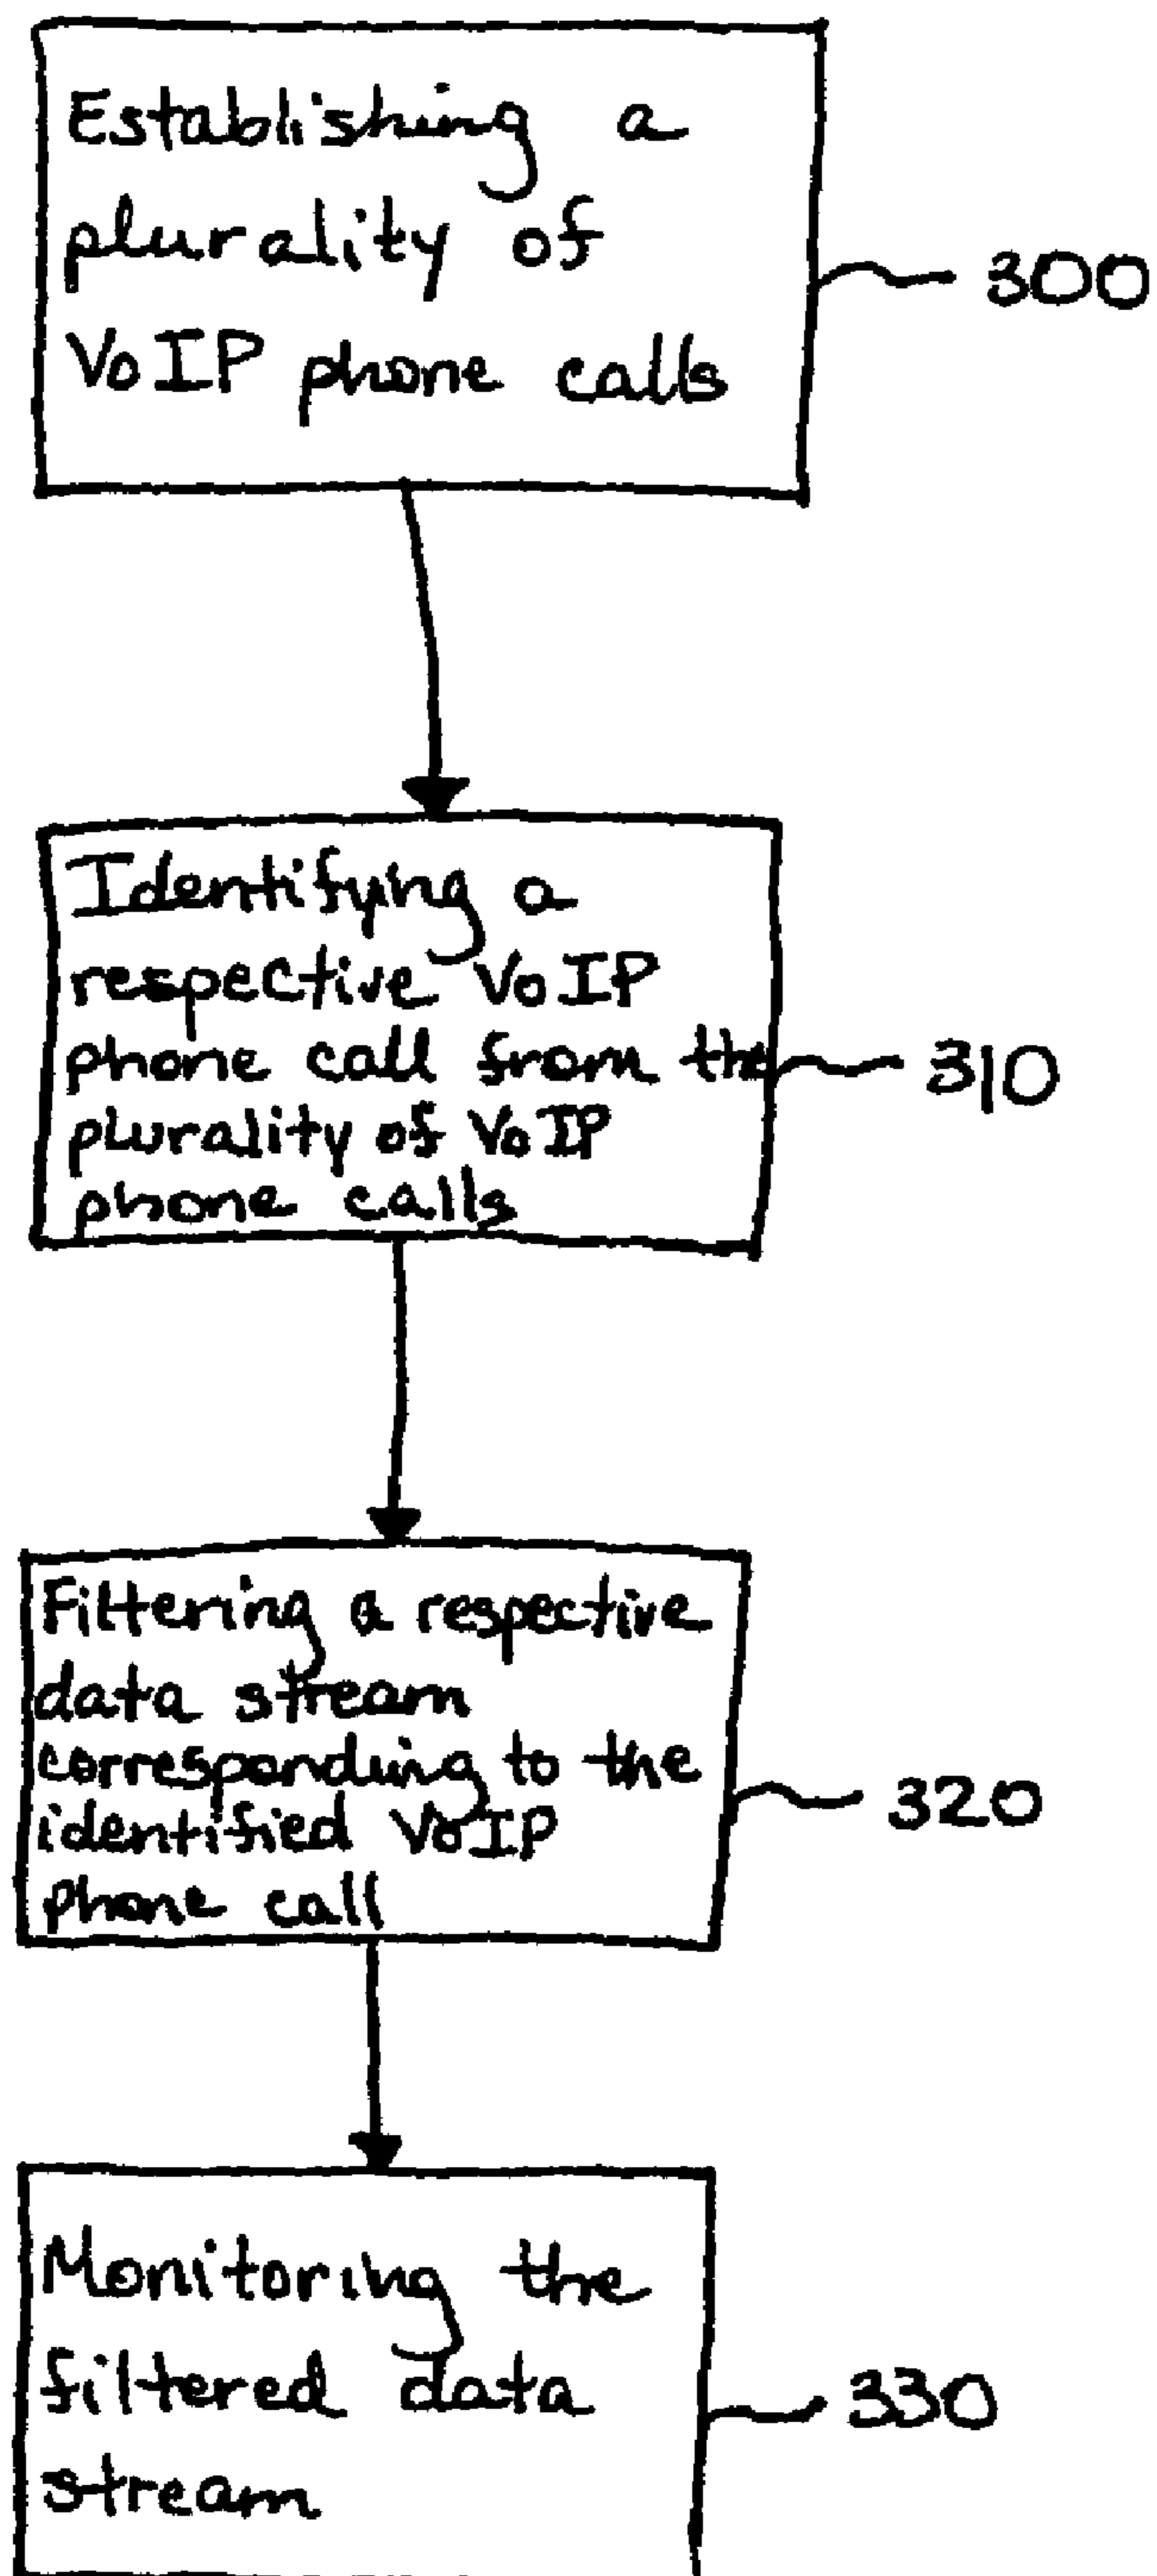 Establishing a
plurality of
VoIP phone calls
300
Identifying a
respective VoIP
phone call from the
plurality of VoIP
phone calls
310
Filtering a respective
data stream
corresponding to the
identified VoIP
phone call
320
Monitoring the
filtered data
stream
330